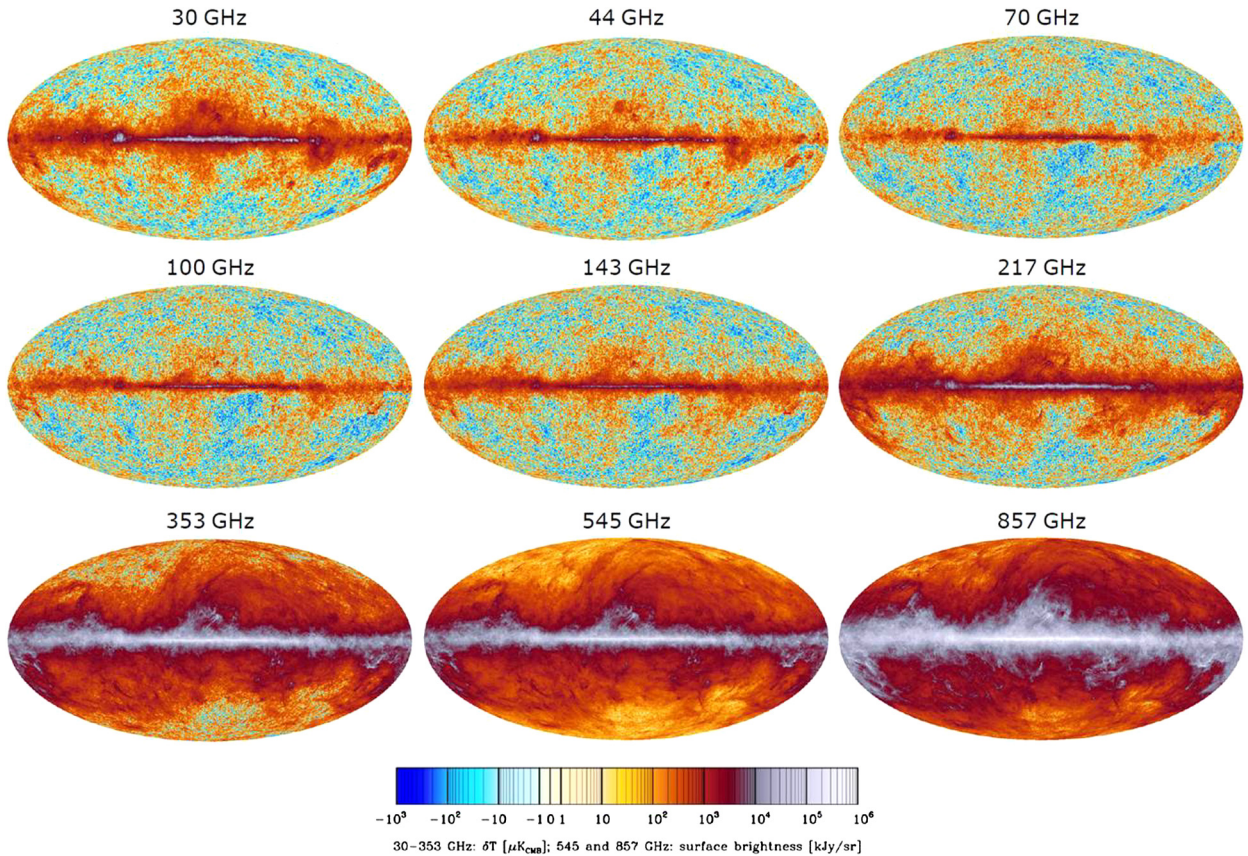 30 GHz 44 GHz 70 GHz
100 GHz 143 GHz 217 GHz
353 GHz 545 GHz 857 GHz
−10³ −10² −10 −1 0 1 10 10² 10³ 10⁴ 10⁵ 10⁶
30–353 GHz: δT [μK_CMB]; 545 and 857 GHz: surface brightness [kJy/sr]